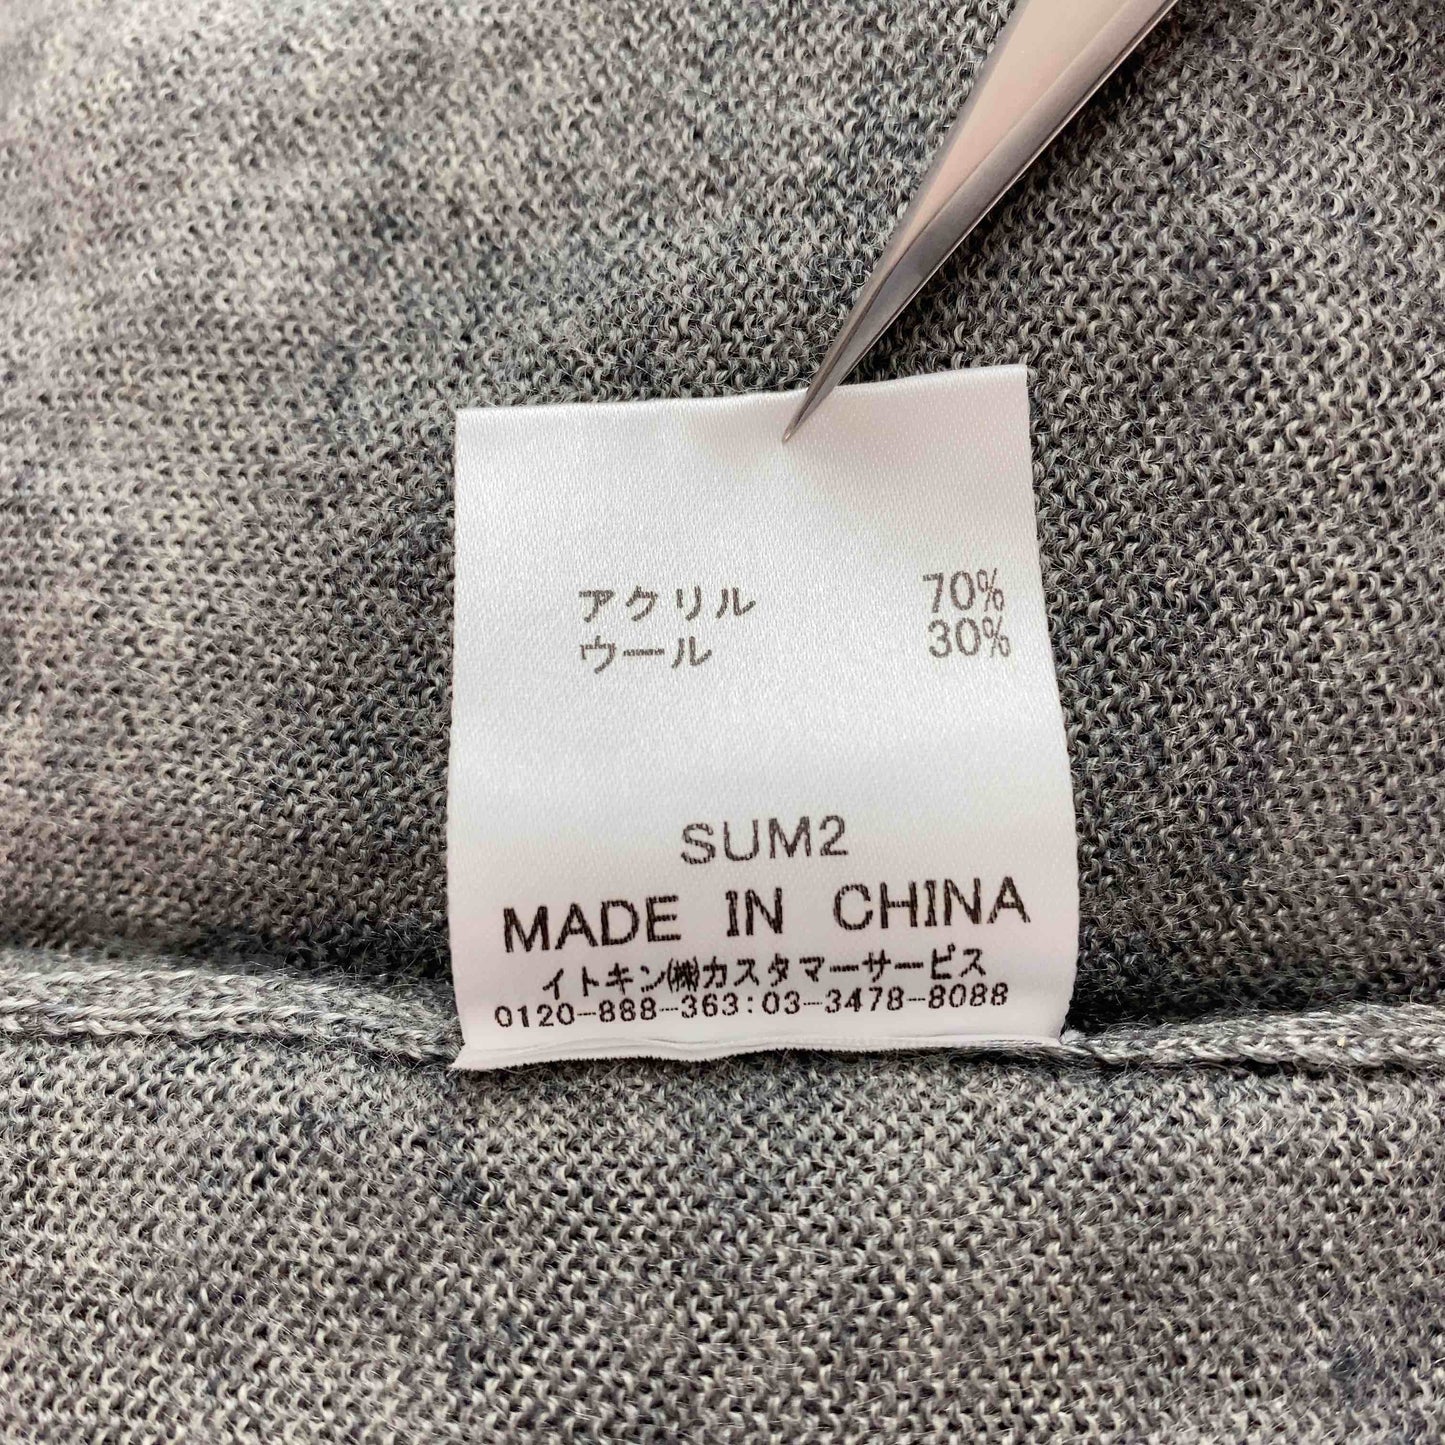 アクリル 70%
ウール 30%
SUM2
MADE IN CHINA
イトキン㈱カスタマーサービス
0120-888-363:03-3478-8088